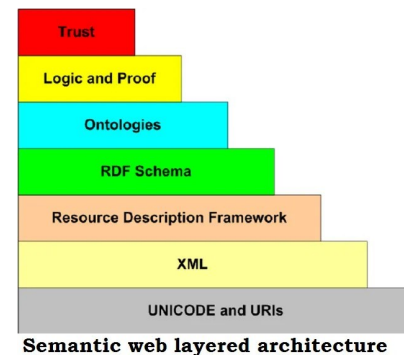 Trust
Logic and Proof
Ontologies
RDF Schema
Resource Description Framework
XML
UNICODE and URIs
Semantic web layered architecture